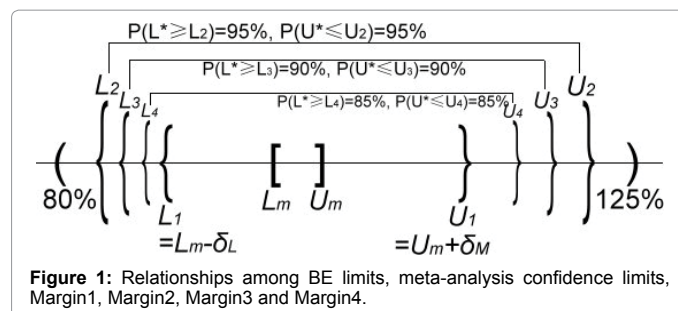 P(L*≥L2)=95%, P(U*≤U2)=95%
P(L*≥L3)=90%, P(U*≤U3)=90%
P(L*≥L4)=85%, P(U*≤U4)=85%
L2 L3 L4 U4 U3 U2
80% L1 Lm Um U1 125%
=Lm-δL =Um+δM
Figure 1: Relationships among BE limits, meta-analysis confidence limits,
Margin1, Margin2, Margin3 and Margin4.